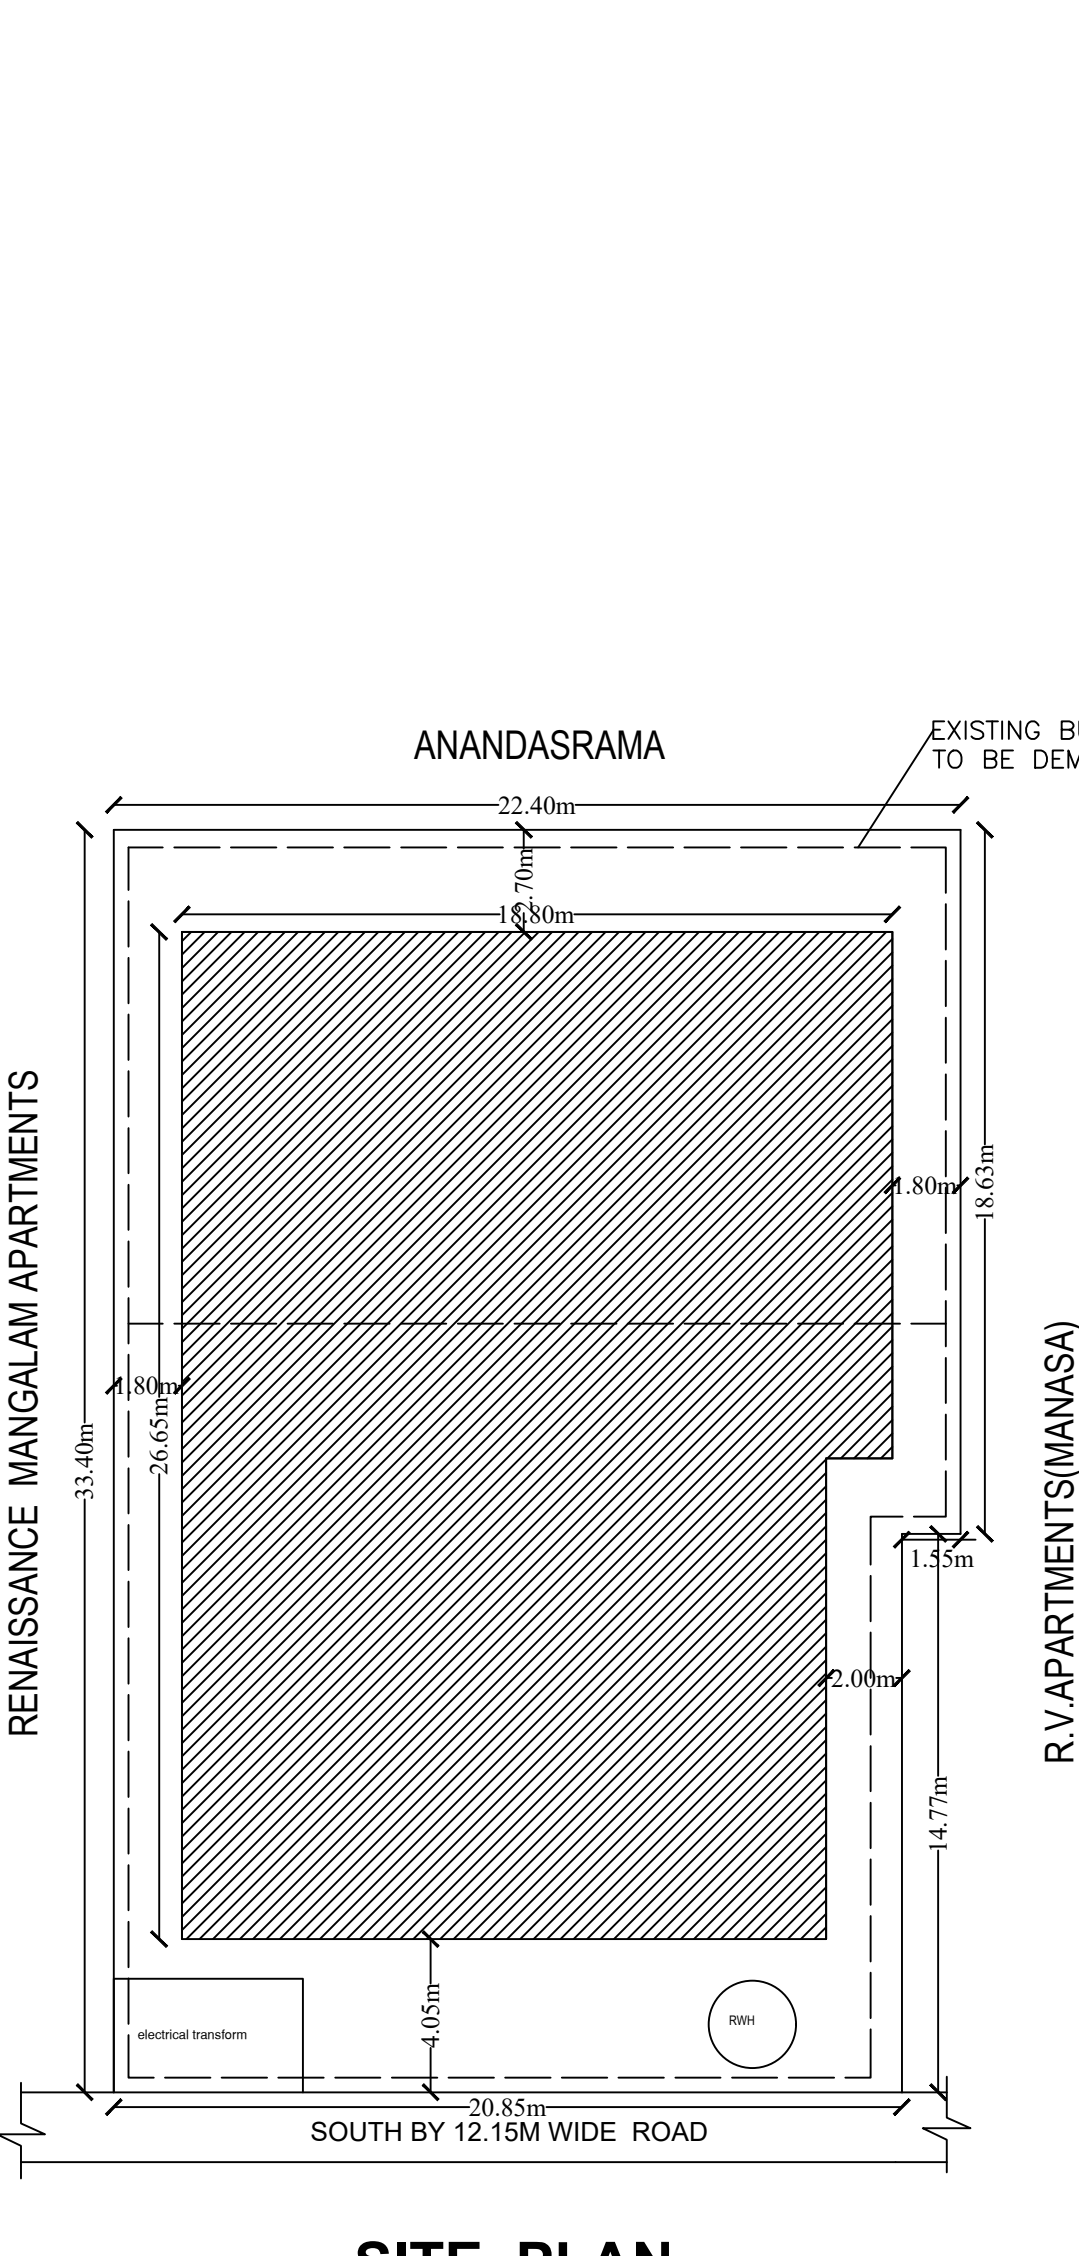 ANANDASRAMA
EXISTING
TO BE
22.40m
2.70m
18.80m
RENAISSANCE MANGALAM APARTMENTS
1.80m
18.63m
1.80m
26.65m
33.40m
R.V.APARTMENTS(MANASA)
1.55m
2.00m
14.77m
4.05m
electrical transform
RWH
20.85m
SOUTH BY 12.15M WIDE ROAD
SITE PLAN